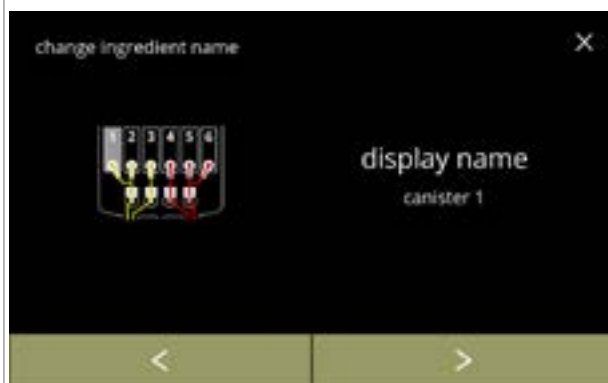 change ingredient name
×
1 2 3 4 5 6
display name
canister 1
< >